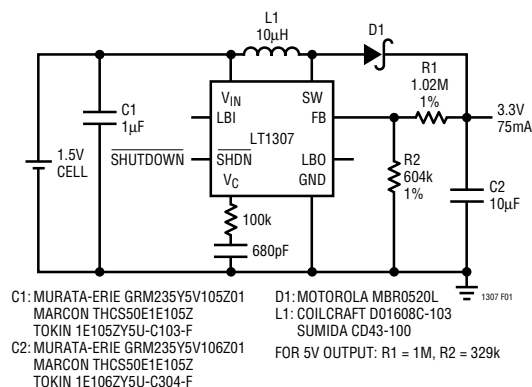 L1
10µH
D1
R1
1.02M
1%
C1
1µF
VIN
SW
LBI
FB
LT1307
3.3V
75mA
1.5V
CELL
SHUTDOWN
SHDN
LBO
VC
GND
R2
604k
1%
C2
10µF
100k
680pF
1307 F01
C1: MURATA-ERIE GRM235Y5V105Z01
MARCON THCS50E1E105Z
TOKIN 1E105ZY5U-C103-F
C2: MURATA-ERIE GRM235Y5V106Z01
MARCON THCS50E1E105Z
TOKIN 1E106ZY5U-C304-F
D1: MOTOROLA MBR0520L
L1: COILCRAFT D01608C-103
SUMIDA CD43-100
FOR 5V OUTPUT: R1 = 1M, R2 = 329k